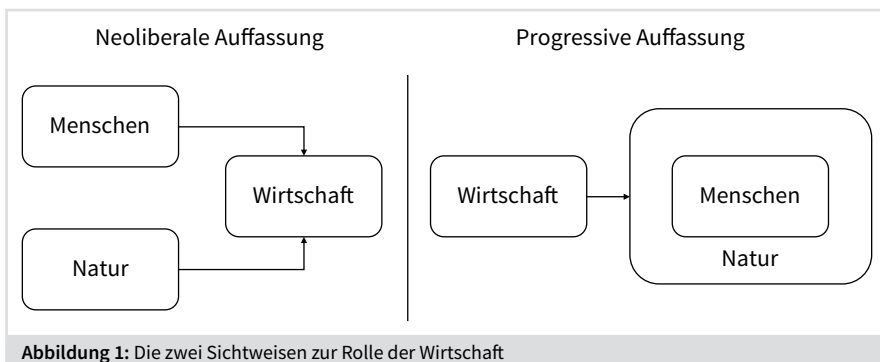 Neoliberale Auffassung
Progressive Auffassung
Menschen
Wirtschaft
Natur
Wirtschaft
Menschen
Natur
Abbildung 1: Die zwei Sichtweisen zur Rolle der Wirtschaft